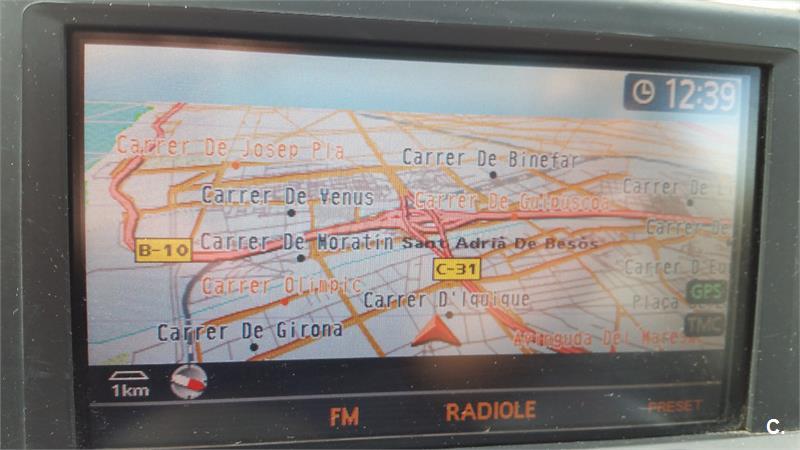 12:39
Carrer De Josep Pla
Carrer De Binefar
Carrer De
Carrer De Venus
Carrer De Guipuscoa
Carrer De
B-10
Carrer De Moratin
Sant Adrià De Besòs
C-31
Carrer D'Eu
Carrer Olimpic
GPS
Carrer D'Iquique
Plaça
TMC
Carrer De Girona
Avinguda Del Mares
1km
FM
RADIOLE
PRESET
C.